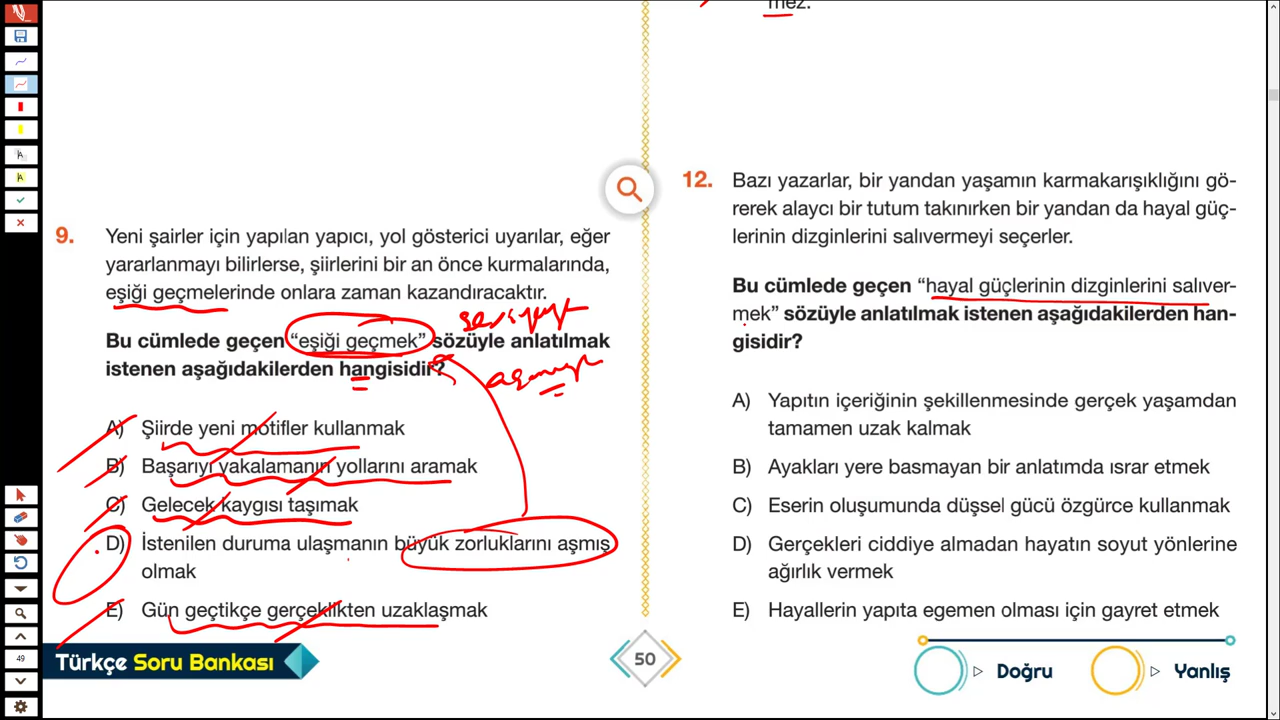 mez.
9. Yeni şairler için yapılan yapıcı, yol gösterici uyarılar, eğer
yararlanmayı bilirlerse, şiirlerini bir an önce kurmalarında,
eşiği geçmelerinde onlara zaman kazandıracaktır.
Bu cümlede geçen “eşiği geçmek” sözüyle anlatılmak
istenen aşağıdakilerden hangisidir?
A) Şiirde yeni motifler kullanmak
B) Başarıyı yakalamanın yollarını aramak
C) Gelecek kaygısı taşımak
D) İstenilen duruma ulaşmanın büyük zorluklarını aşmış
olmak
E) Gün geçtikçe gerçeklikten uzaklaşmak
12. Bazı yazarlar, bir yandan yaşamın karmakarışıklığını gö-
rerek alaycı bir tutum takınırken bir yandan da hayal güç-
lerinin dizginlerini salıvermeyi seçerler.
Bu cümlede geçen “hayal güçlerinin dizginlerini salıver-
mek” sözüyle anlatılmak istenen aşağıdakilerden han-
gisidir?
A) Yapıtın içeriğinin şekillenmesinde gerçek yaşamdan
tamamen uzak kalmak
B) Ayakları yere basmayan bir anlatımda ısrar etmek
C) Eserin oluşumunda düşsel gücü özgürce kullanmak
D) Gerçekleri ciddiye almadan hayatın soyut yönlerine
ağırlık vermek
E) Hayallerin yapıta egemen olması için gayret etmek
Türkçe Soru Bankası
50
Doğru
Yanlış
49